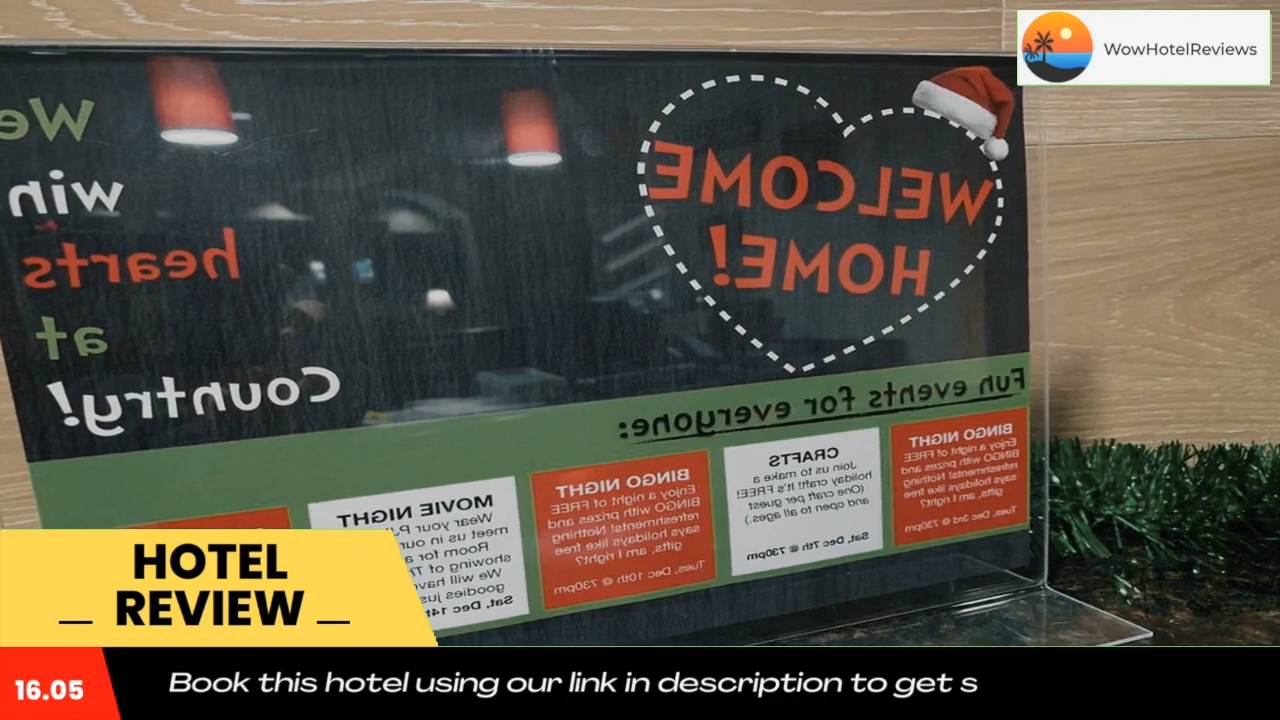 WowHotelReviews
We
win
hearts
at
Country!
WELCOME
HOME!
Fun events for everyone:
BINGO NIGHT
Enjoy a night of FREE
BINGO with prizes and
refreshments! Nothing
says holidays like free
gifts, am I right?
Tues, Dec 3rd @ 730pm
CRAFTS
Join us to make a
holiday craft! It's FREE!
(One craft per guest
and open to all ages.)
Sat, Dec 7th @ 730pm
BINGO NIGHT
Enjoy a night of FREE
BINGO with prizes and
refreshments! Nothing
says holidays like free
gifts, am I right?
Tues, Dec 10th @ 730pm
MOVIE NIGHT
Wear your
meet us in our
Room for a
showing of
We will have
goodies just
Sat, Dec
HOTEL
REVIEW
16.05
Book this hotel using our link in description to get s